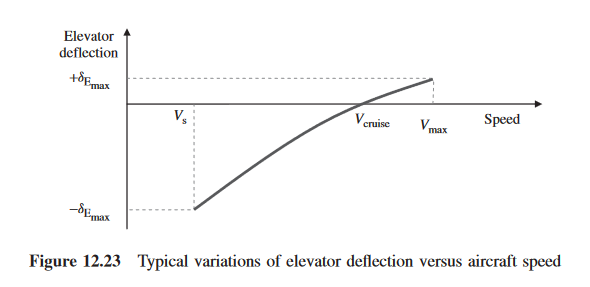 Elevator
deflection
+δEmax
Vs
Vcruise
Vmax
Speed
−δEmax
Figure 12.23 Typical variations of elevator deflection versus aircraft speed